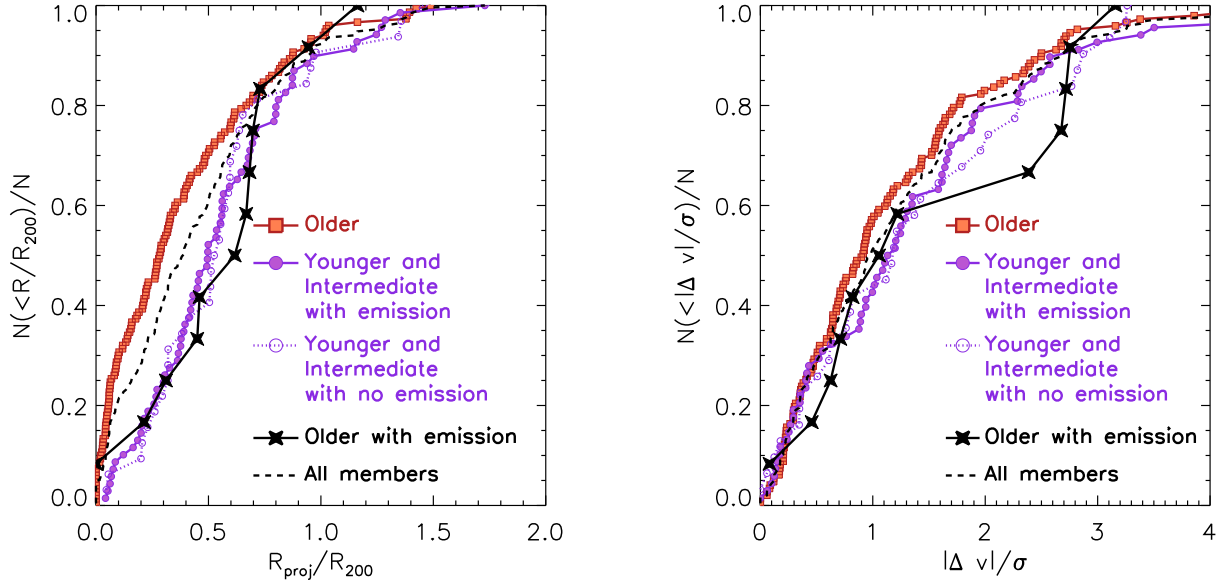 1.0
0.8
0.6
0.4
0.2
0.0
N(<R/R200)/N
0.0 0.5 1.0 1.5 2.0
Rproj/R200
Older
Younger and
Intermediate
with emission
Younger and
Intermediate
with no emission
Older with emission
All members
1.0
0.8
0.6
0.4
0.2
0.0
N(<|Δ v|/σ)/N
0 1 2 3 4
|Δ v|/σ
Older
Younger and
Intermediate
with emission
Younger and
Intermediate
with no emission
Older with emission
All members